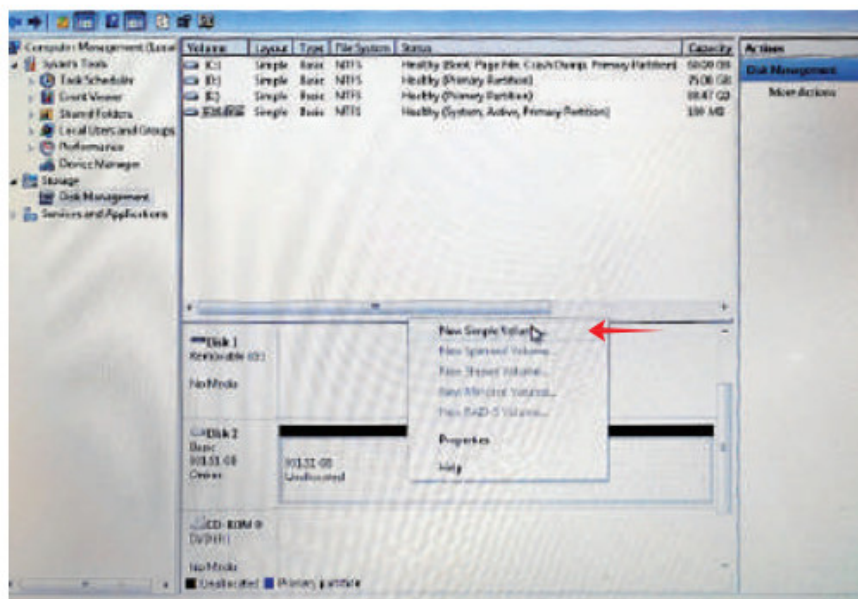 Computer Management (Local
System Tools
Task Scheduler
Event Viewer
Shared Folders
Local Users and Groups
Performance
Device Manager
Storage
Disk Management
Services and Applications
Volume Layout Type File System Status Capacity
(C:) Simple Basic NTFS Healthy (Boot, Page File, Crash Dump, Primary Partition)
(D:) Simple Basic NTFS Healthy (Primary Partition)
Simple Basic NTFS Healthy (Primary Partition)
Simple Basic NTFS Healthy (System, Active, Primary Partition) 100 MB
Actions
Disk Management
More Actions
New Simple Volume...
New Spanned Volume...
New Striped Volume...
New Mirrored Volume...
New RAID-5 Volume...
Properties
Help
Disk 1
Removable
No Media
Disk 2
Basic
Online
Unallocated
CD-ROM 0
No Media
Unallocated Primary partition